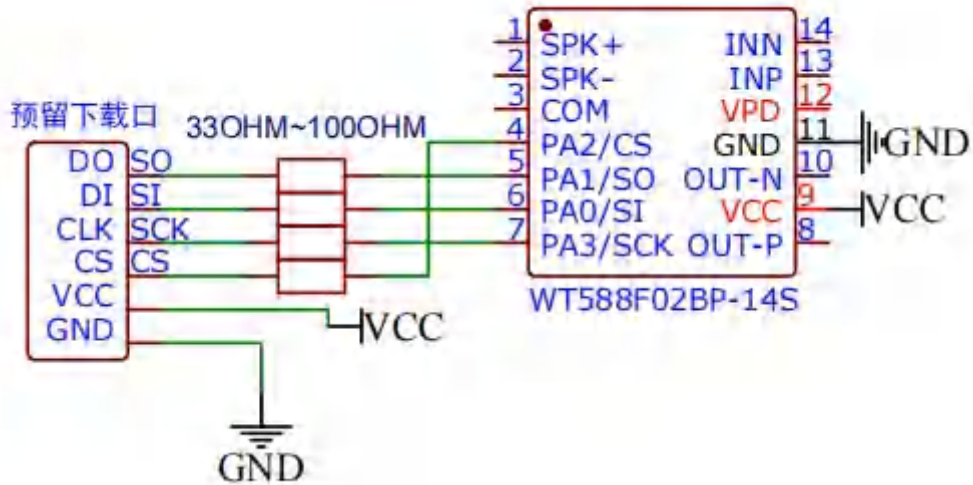 预留下载口
33OHM~100OHM
DO SO
DI SI
CLK SCK
CS CS
VCC
GND
VCC
GND
1 SPK+ INN 14
2 SPK- INP 13
3 COM VPD 12
4 PA2/CS GND 11 GND
5 PA1/SO OUT-N 10
6 PA0/SI VCC 9 VCC
7 PA3/SCK OUT-P 8
WT588F02BP-14S